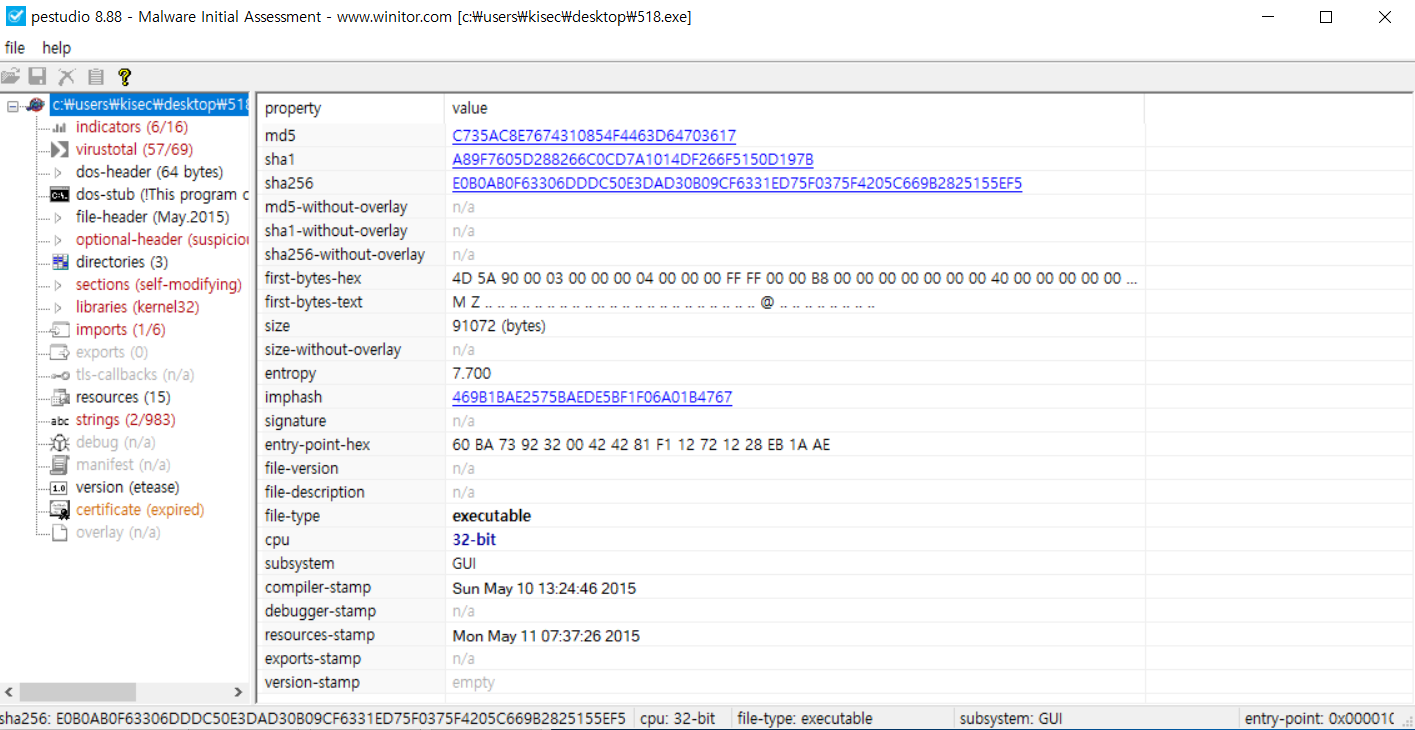 pestudio 8.88 - Malware Initial Assessment - www.winitor.com [c:₩users₩kisec₩desktop₩518.exe]
file help
c:₩users₩kisec₩desktop₩518
indicators (6/16)
virustotal (57/69)
dos-header (64 bytes)
dos-stub (!This program c
file-header (May.2015)
optional-header (suspiciou
directories (3)
sections (self-modifying)
libraries (kernel32)
imports (1/6)
exports (0)
tls-callbacks (n/a)
resources (15)
abc strings (2/983)
debug (n/a)
manifest (n/a)
1.0 version (etease)
certificate (expired)
overlay (n/a)
property value
md5 C735AC8E7674310854F4463D64703617
sha1 A89F7605D288266C0CD7A1014DF266F5150D197B
sha256 E0B0AB0F63306DDDC50E3DAD30B09CF6331ED75F0375F4205C669B2825155EF5
md5-without-overlay n/a
sha1-without-overlay n/a
sha256-without-overlay n/a
first-bytes-hex 4D 5A 90 00 03 00 00 00 04 00 00 00 FF FF 00 00 B8 00 00 00 00 00 00 00 40 00 00 00 00 00 ...
first-bytes-text M Z .. .. .. .. .. .. .. .. .. .. .. .. .. .. .. .. .. .. .. .. .. .. @ .. .. .. .. .. .. .. ..
size 91072 (bytes)
size-without-overlay n/a
entropy 7.700
imphash 469B1BAE2575BAEDE5BF1F06A01B4767
signature n/a
entry-point-hex 60 BA 73 92 32 00 42 42 81 F1 12 72 12 28 EB 1A AE
file-version n/a
file-description n/a
file-type executable
cpu 32-bit
subsystem GUI
compiler-stamp Sun May 10 13:24:46 2015
debugger-stamp n/a
resources-stamp Mon May 11 07:37:26 2015
exports-stamp n/a
version-stamp empty
sha256: E0B0AB0F63306DDDC50E3DAD30B09CF6331ED75F0375F4205C669B2825155EF5 cpu: 32-bit file-type: executable subsystem: GUI entry-point: 0x000010